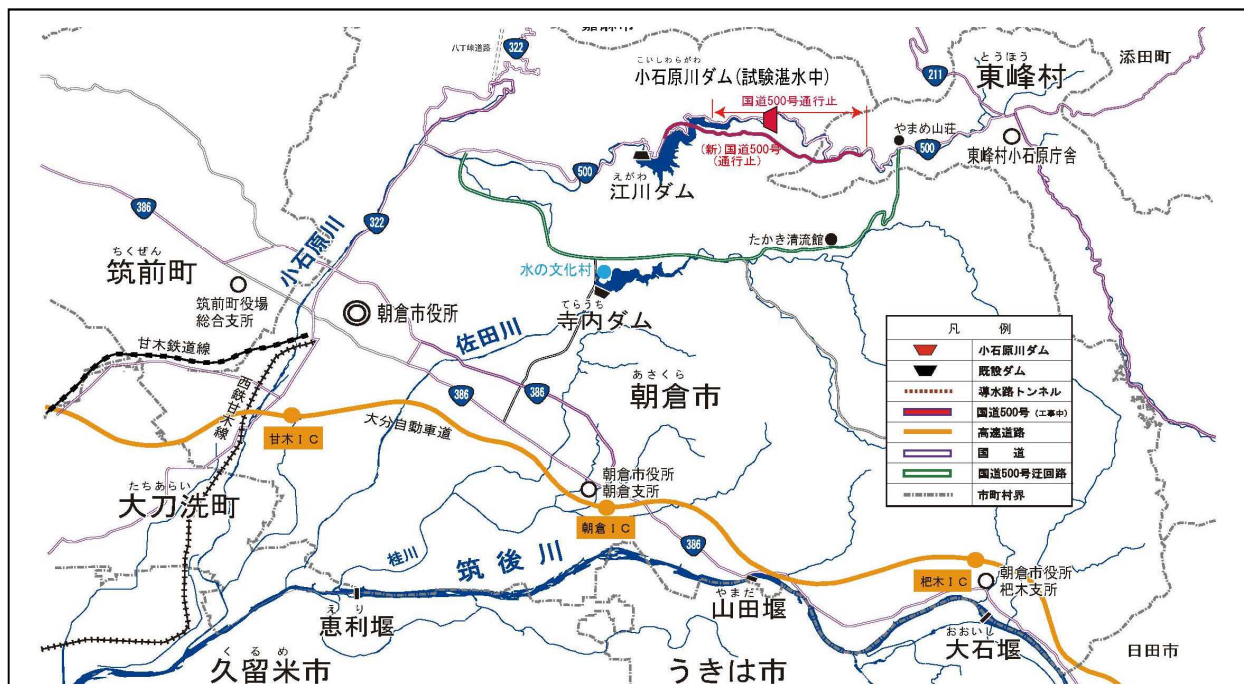 八丁峠道路
322
こいしわらがわ
小石原川ダム(試験湛水中)
国道500号通行止
211
とうほう
東峰村
添田町
やまめ山荘
500
東峰村小石原庁舎
(新)国道500号
(通行止)
500
えがわ
江川ダム
386
322
小石原川
ちくぜん
筑前町
筑前町役場
総合支所
朝倉市役所
たかき清流館
水の文化村
てらうち
寺内ダム
佐田川
甘木鉄道線
西鉄甘木線
あさくら
朝倉市
386
386
大分自動車道
甘木IC
凡 例
小石原川ダム
既設ダム
導水路トンネル
国道500号(工事中)
高速道路
国 道
国道500号迂回路
市町村界
たちあらい
大刀洗町
朝倉市役所
朝倉支所
朝倉IC
386
桂川
筑後川
杷木IC
朝倉市役所
杷木支所
えり
恵利堰
やまだ
山田堰
おおいし
大石堰
くるめ
久留米市
うきは市
日田市